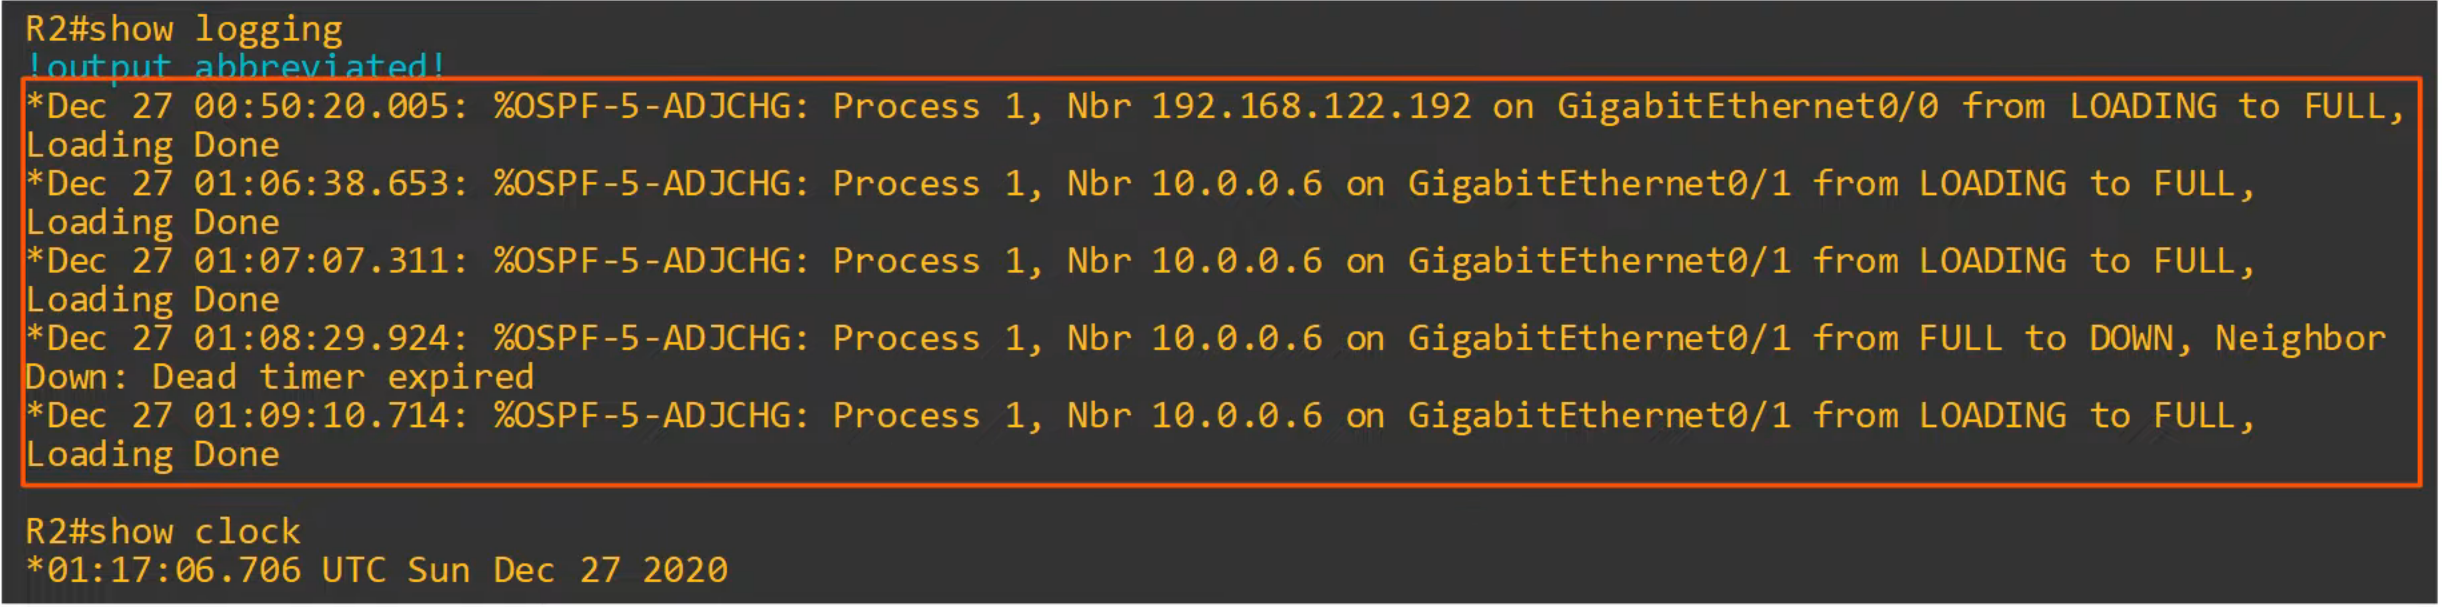 R2#show logging
!output abbreviated!
*Dec 27 00:50:20.005: %OSPF-5-ADJCHG: Process 1, Nbr 192.168.122.192 on GigabitEthernet0/0 from LOADING to FULL,
Loading Done
*Dec 27 01:06:38.653: %OSPF-5-ADJCHG: Process 1, Nbr 10.0.0.6 on GigabitEthernet0/1 from LOADING to FULL,
Loading Done
*Dec 27 01:07:07.311: %OSPF-5-ADJCHG: Process 1, Nbr 10.0.0.6 on GigabitEthernet0/1 from LOADING to FULL,
Loading Done
*Dec 27 01:08:29.924: %OSPF-5-ADJCHG: Process 1, Nbr 10.0.0.6 on GigabitEthernet0/1 from FULL to DOWN, Neighbor
Down: Dead timer expired
*Dec 27 01:09:10.714: %OSPF-5-ADJCHG: Process 1, Nbr 10.0.0.6 on GigabitEthernet0/1 from LOADING to FULL,
Loading Done
R2#show clock
*01:17:06.706 UTC Sun Dec 27 2020